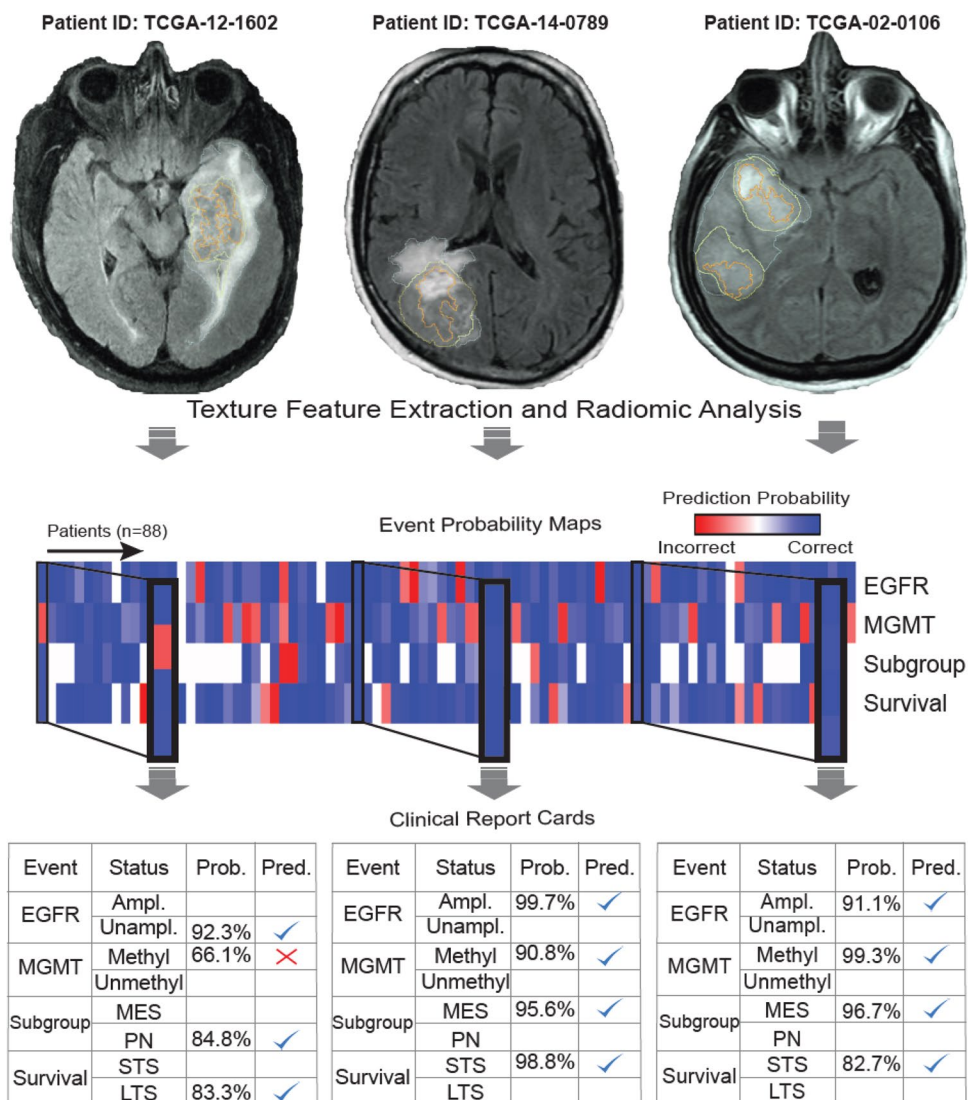 Patient ID: TCGA-12-1602 Patient ID: TCGA-14-0789 Patient ID: TCGA-02-0106
Texture Feature Extraction and Radiomic Analysis
Prediction Probability
Patients (n=88) Event Probability Maps
Incorrect Correct
EGFR
MGMT
Subgroup
Survival
Clinical Report Cards
Event Status Prob. Pred.
EGFR
Ampl.
Unampl. 92.3% ✓
MGMT
Methyl 66.1% ✗
Unmethyl
Subgroup
MES
PN 84.8% ✓
Survival
STS
LTS 83.3% ✓
Event Status Prob. Pred.
EGFR
Ampl. 99.7% ✓
Unampl.
MGMT
Methyl 90.8% ✓
Unmethyl
Subgroup
MES 95.6% ✓
PN
Survival
STS 98.8% ✓
LTS
Event Status Prob. Pred.
EGFR
Ampl. 91.1% ✓
Unampl.
MGMT
Methyl 99.3% ✓
Unmethyl
Subgroup
MES 96.7% ✓
PN
Survival
STS 82.7% ✓
LTS